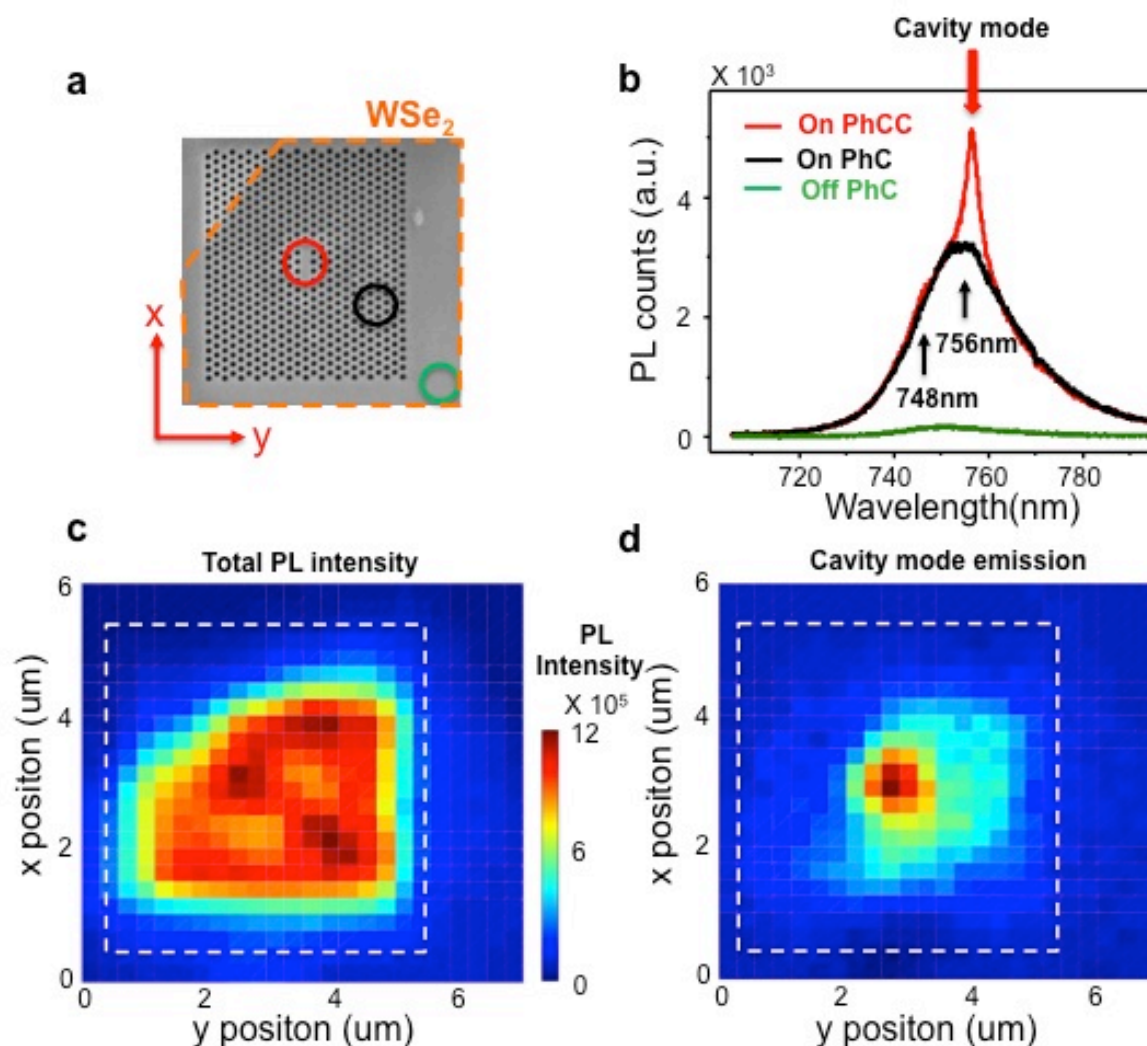 a
WSe₂
x
y
b
Cavity mode
X 10³
On PhCC
On PhC
Off PhC
756nm
748nm
PL counts (a.u.)
4
2
0
720
740
760
780
Wavelength(nm)
c
Total PL intensity
x positon (um)
6
4
2
0
0
2
4
6
y positon (um)
PL
Intensity
X 10⁵
12
6
0
d
Cavity mode emission
x positon (um)
6
4
2
0
0
2
4
6
y positon (um)